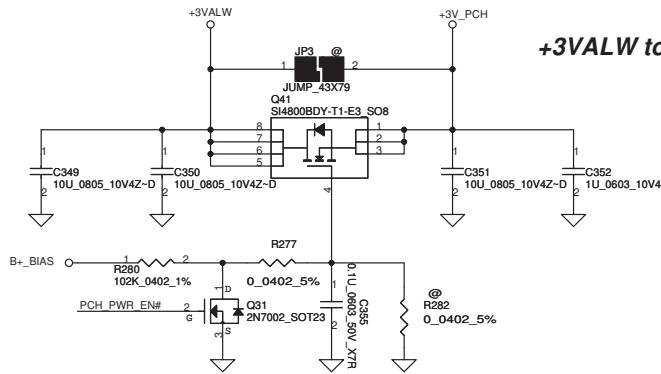 +3VALW
+3V_PCH
+3VALW to
JP3 @
1 2
JUMP_43X79
Q41
SI4800BDY-T1-E3_SO8
8 1
7 2
6 3
5
4
1
C349
10U_0805_10V4Z~D
2
1
C350
10U_0805_10V4Z~D
2
1
C351
10U_0805_10V4Z~D
2
1
C352
1U_0603_10V4
2
B+_BIAS
1 2
R280
102K_0402_1%
R277
0_0402_5%
PCH_PWR_EN#
2
G
1
D
3
S
Q31
2N7002_SOT23
1
2
C355
0.1U_0603_50V_X7R
@
R282
0_0402_5%